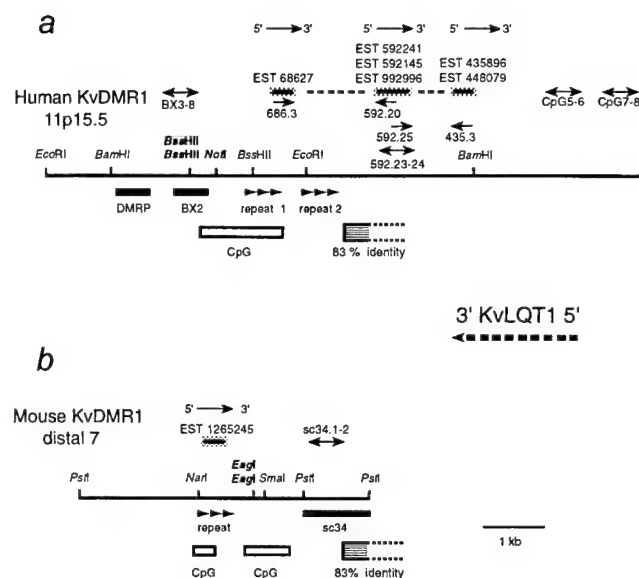 a
5' 3'
5' 3'
5' 3'
EST 592241
EST 592145
EST 992996
EST 435896
EST 448079
EST 68627
Human KvDMR1
11p15.5
BX3-8
CpG5-6
CpG7-8
686.3
592.20
592.25
435.3
592.23-24
EcoRI
BamHI
BssHII
BssHII
NotI
BssHII
EcoRI
BamHI
DMRP
BX2
repeat 1
repeat 2
CpG
83 % identity
3' KvLQT1 5'
b
Mouse KvDMR1
distal 7
5' 3'
EST 1265245
sc34.1-2
PstI
NarI
EagI
EagI
SmaI
PstI
PstI
repeat
sc34
CpG
CpG
83% identity
1 kb